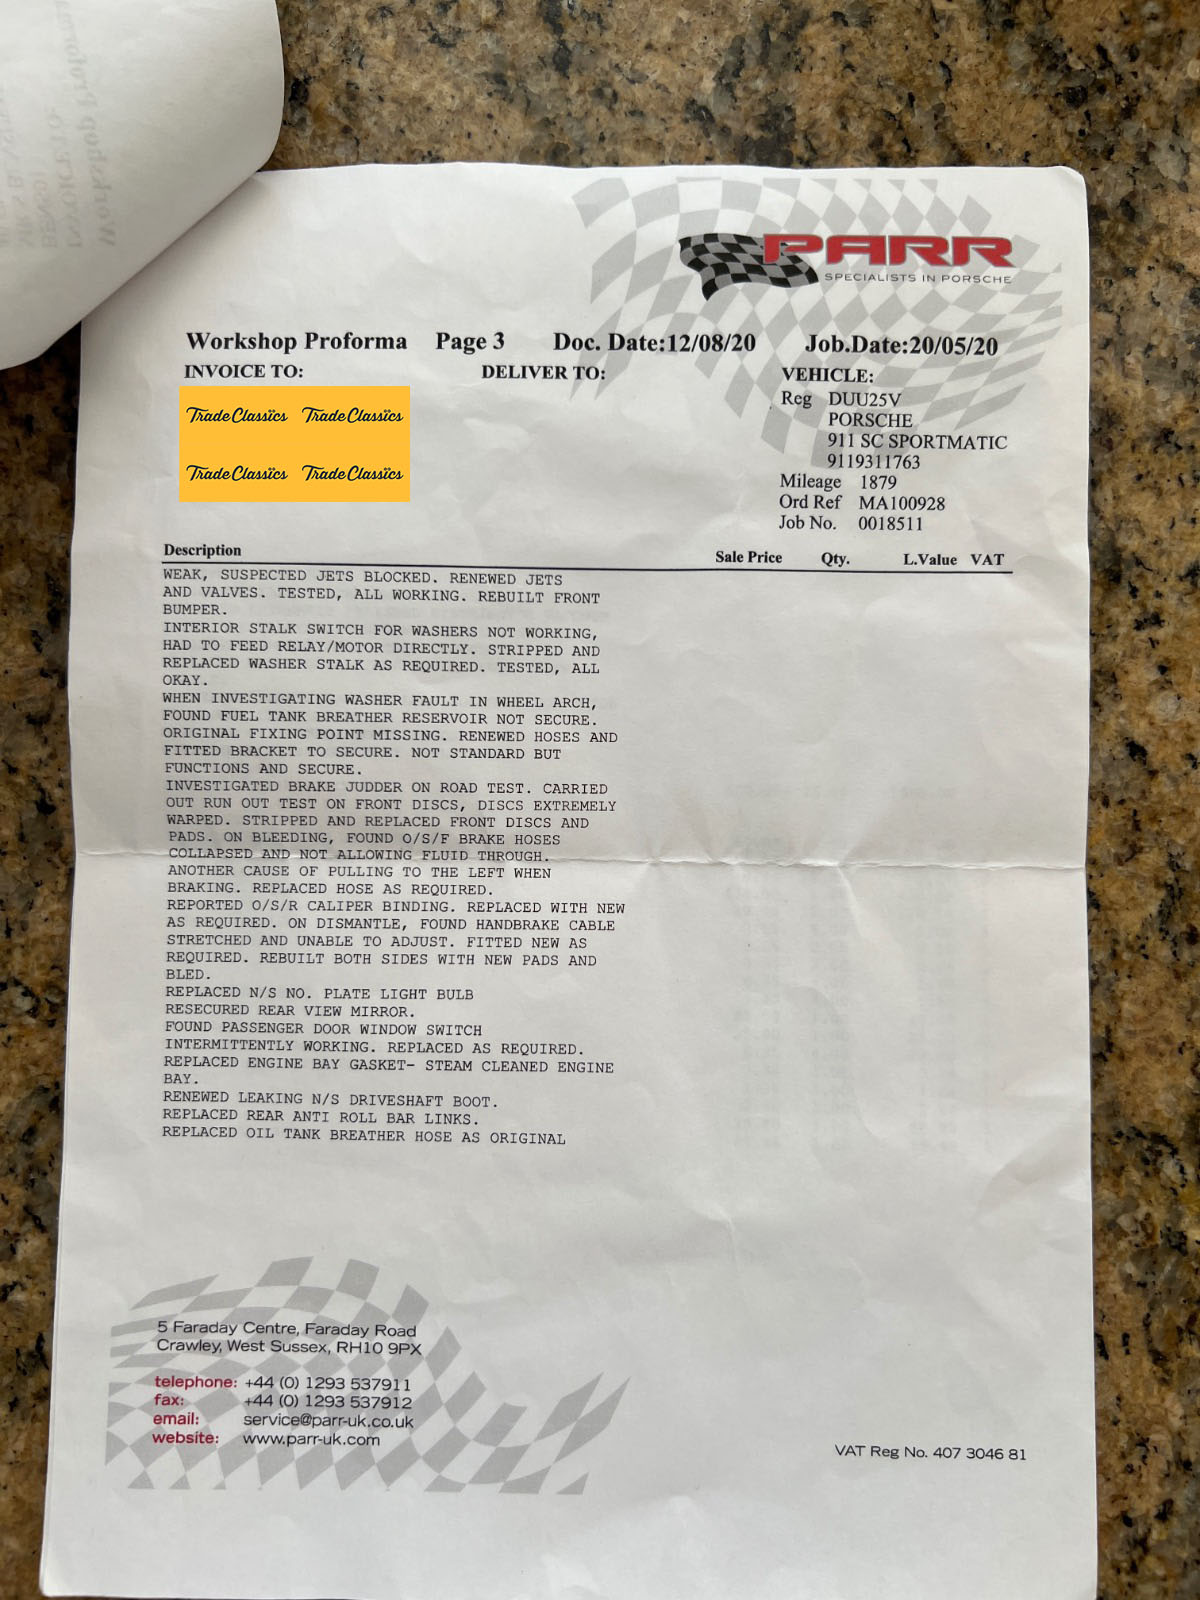 PARR
SPECIALISTS IN PORSCHE
Workshop Proforma Page 3 Doc. Date:12/08/20 Job.Date:20/05/20
INVOICE TO: DELIVER TO: VEHICLE:
Trade Classics Trade Classics
Trade Classics Trade Classics
Reg DUU25V
PORSCHE
911 SC SPORTMATIC
9119311763
Mileage 1879
Ord Ref MA100928
Job No. 0018511
Description Sale Price Qty. L.Value VAT
WEAK, SUSPECTED JETS BLOCKED. RENEWED JETS
AND VALVES. TESTED, ALL WORKING. REBUILT FRONT
BUMPER.
INTERIOR STALK SWITCH FOR WASHERS NOT WORKING,
HAD TO FEED RELAY/MOTOR DIRECTLY. STRIPPED AND
REPLACED WASHER STALK AS REQUIRED. TESTED, ALL
OKAY.
WHEN INVESTIGATING WASHER FAULT IN WHEEL ARCH,
FOUND FUEL TANK BREATHER RESERVOIR NOT SECURE.
ORIGINAL FIXING POINT MISSING. RENEWED HOSES AND
FITTED BRACKET TO SECURE. NOT STANDARD BUT
FUNCTIONS AND SECURE.
INVESTIGATED BRAKE JUDDER ON ROAD TEST. CARRIED
OUT RUN OUT TEST ON FRONT DISCS, DISCS EXTREMELY
WARPED. STRIPPED AND REPLACED FRONT DISCS AND
PADS. ON BLEEDING, FOUND O/S/F BRAKE HOSES
COLLAPSED AND NOT ALLOWING FLUID THROUGH.
ANOTHER CAUSE OF PULLING TO THE LEFT WHEN
BRAKING. REPLACED HOSE AS REQUIRED.
REPORTED O/S/R CALIPER BINDING. REPLACED WITH NEW
AS REQUIRED. ON DISMANTLE, FOUND HANDBRAKE CABLE
STRETCHED AND UNABLE TO ADJUST. FITTED NEW AS
REQUIRED. REBUILT BOTH SIDES WITH NEW PADS AND
BLED.
REPLACED N/S NO. PLATE LIGHT BULB
RESECURED REAR VIEW MIRROR.
FOUND PASSENGER DOOR WINDOW SWITCH
INTERMITTENTLY WORKING. REPLACED AS REQUIRED.
REPLACED ENGINE BAY GASKET- STEAM CLEANED ENGINE
BAY.
RENEWED LEAKING N/S DRIVESHAFT BOOT.
REPLACED REAR ANTI ROLL BAR LINKS.
REPLACED OIL TANK BREATHER HOSE AS ORIGINAL
5 Faraday Centre, Faraday Road
Crawley, West Sussex, RH10 9PX
telephone: +44 (0) 1293 537911
fax: +44 (0) 1293 537912
email: service@parr-uk.co.uk
website: www.parr-uk.com
VAT Reg No. 407 3046 81